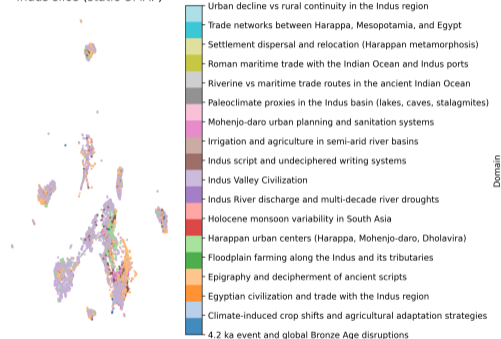 Urban decline vs rural continuity in the Indus region
Trade networks between Harappa, Mesopotamia, and Egypt
Settlement dispersal and relocation (Harappan metamorphosis)
Roman maritime trade with the Indian Ocean and Indus ports
Riverine vs maritime trade routes in the ancient Indian Ocean
Paleoclimate proxies in the Indus basin (lakes, caves, stalagmites)
Mohenjo-daro urban planning and sanitation systems
Irrigation and agriculture in semi-arid river basins
Indus script and undeciphered writing systems
Indus Valley Civilization
Indus River discharge and multi-decade river droughts
Holocene monsoon variability in South Asia
Harappan urban centers (Harappa, Mohenjo-daro, Dholavira)
Floodplain farming along the Indus and its tributaries
Epigraphy and decipherment of ancient scripts
Egyptian civilization and trade with the Indus region
Climate-induced crop shifts and agricultural adaptation strategies
4.2 ka event and global Bronze Age disruptions
Domain